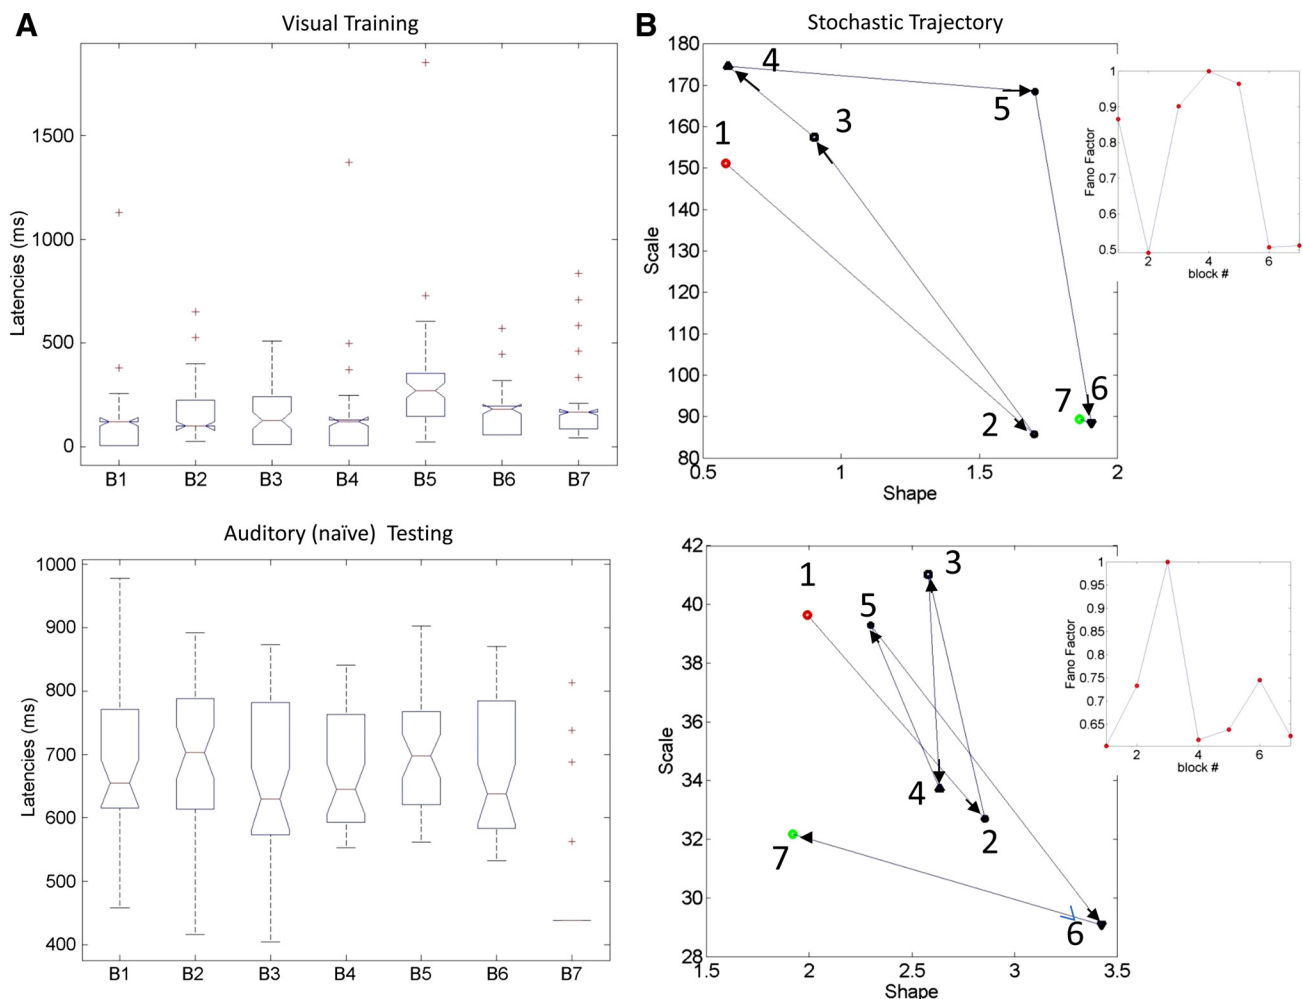 A
Visual Training
Latencies (ms)
1500
1000
500
0
B1 B2 B3 B4 B5 B6 B7
B
Stochastic Trajectory
Scale
180
170
160
150
140
130
120
110
100
90
80
0.5 1 1.5 2
Shape
1
2
3
4
5
6
7
Fano Factor
1
0.9
0.8
0.7
0.6
0.5
2 4 6
block #
Auditory (naïve) Testing
Latencies (ms)
1000
900
800
700
600
500
400
B1 B2 B3 B4 B5 B6 B7
Scale
42
40
38
36
34
32
30
28
1.5 2 2.5 3 3.5
Shape
1
2
3
4
5
6
7
Fano Factor
1
0.95
0.9
0.85
0.8
0.75
0.7
0.65
2 4 6
block #